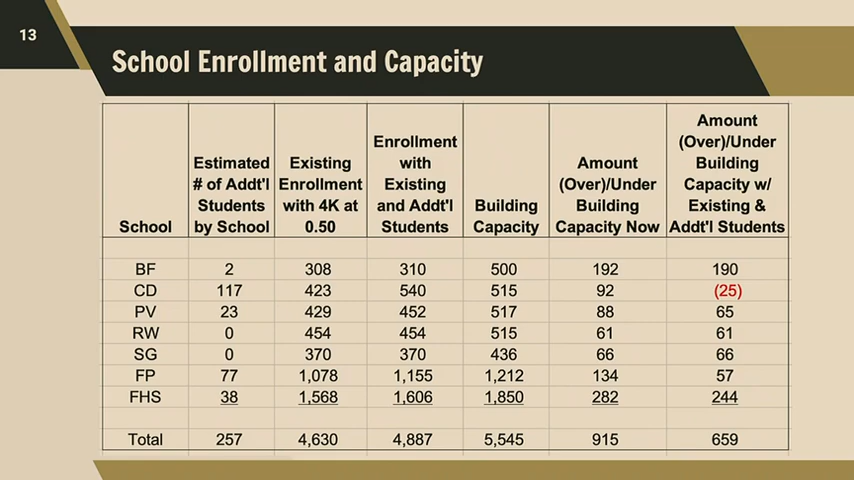 13
School Enrollment and Capacity
School Estimated # of Addt'l Students by School Existing Enrollment with 4K at 0.50 Enrollment with Existing and Addt'l Students Building Capacity Amount (Over)/Under Building Capacity Now Amount (Over)/Under Building Capacity w/ Existing & Addt'l Students
BF 2 308 310 500 192 190
CD 117 423 540 515 92 (25)
PV 23 429 452 517 88 65
RW 0 454 454 515 61 61
SG 0 370 370 436 66 66
FP 77 1,078 1,155 1,212 134 57
FHS 38 1,568 1,606 1,850 282 244
Total 257 4,630 4,887 5,545 915 659